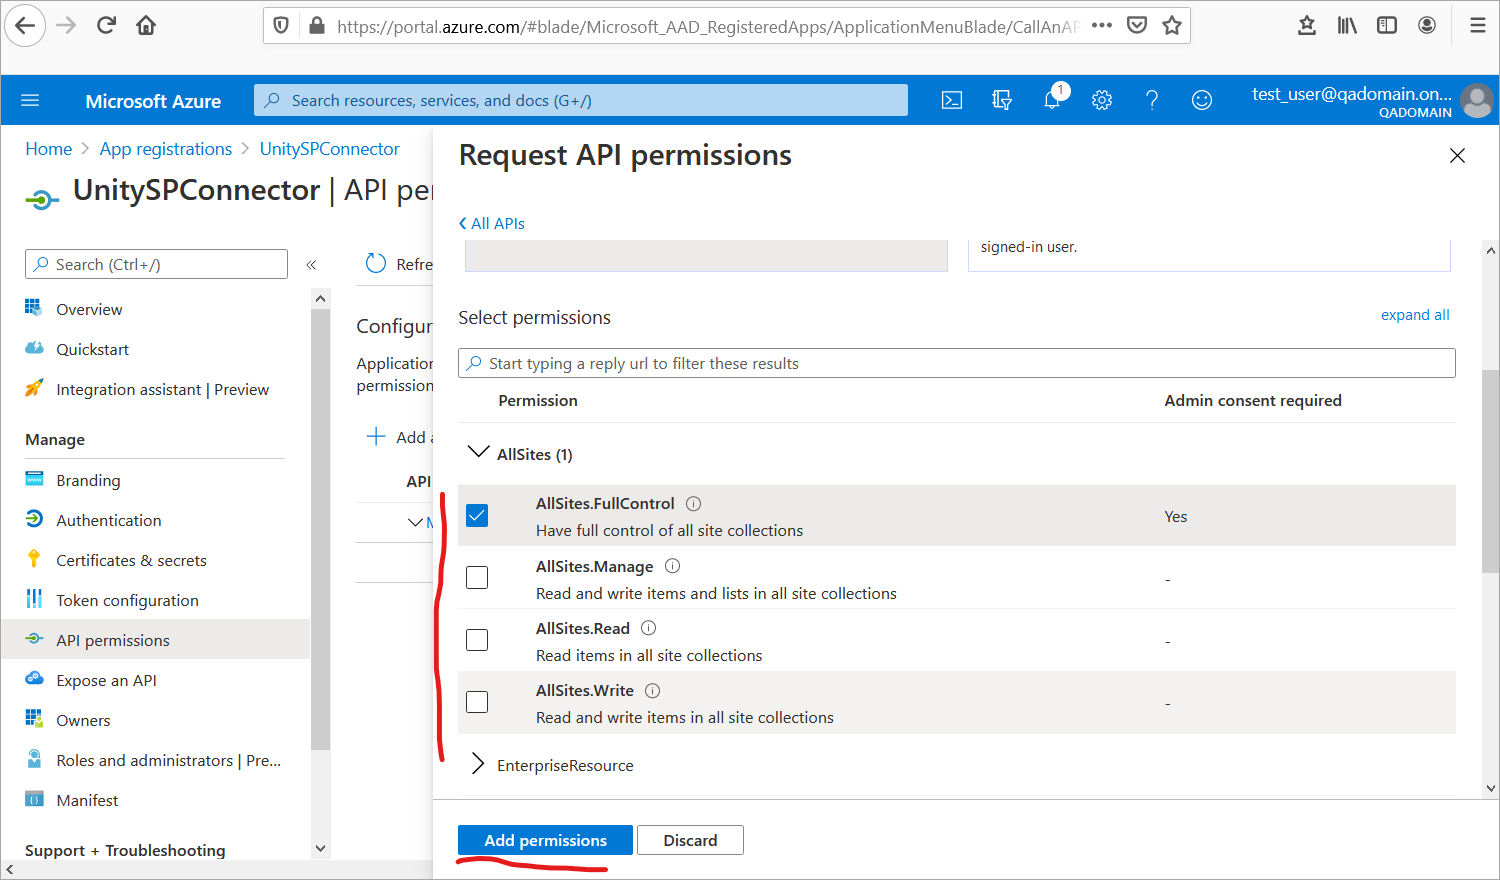 https://portal.azure.com/#blade/Microsoft_AAD_RegisteredApps/ApplicationMenuBlade/CallAnAP
Microsoft Azure
Search resources, services, and docs (G+/)
1
test_user@qadomain.on...
QADOMAIN
Home > App registrations > UnitySPConnector
UnitySPConnector | API per
Search (Ctrl+/)
«
Overview
Quickstart
Integration assistant | Preview
Manage
Branding
Authentication
Certificates & secrets
Token configuration
API permissions
Expose an API
Owners
Roles and administrators | Pre...
Manifest
Support + Troubleshooting
Refre
Configur
Application
permission
Add a
API
M
Request API permissions
All APIs
signed-in user.
Select permissions
expand all
Start typing a reply url to filter these results
Permission Admin consent required
AllSites (1)
AllSites.FullControl
Have full control of all site collections
Yes
AllSites.Manage
Read and write items and lists in all site collections
-
AllSites.Read
Read items in all site collections
-
AllSites.Write
Read and write items in all site collections
-
EnterpriseResource
Add permissions
Discard